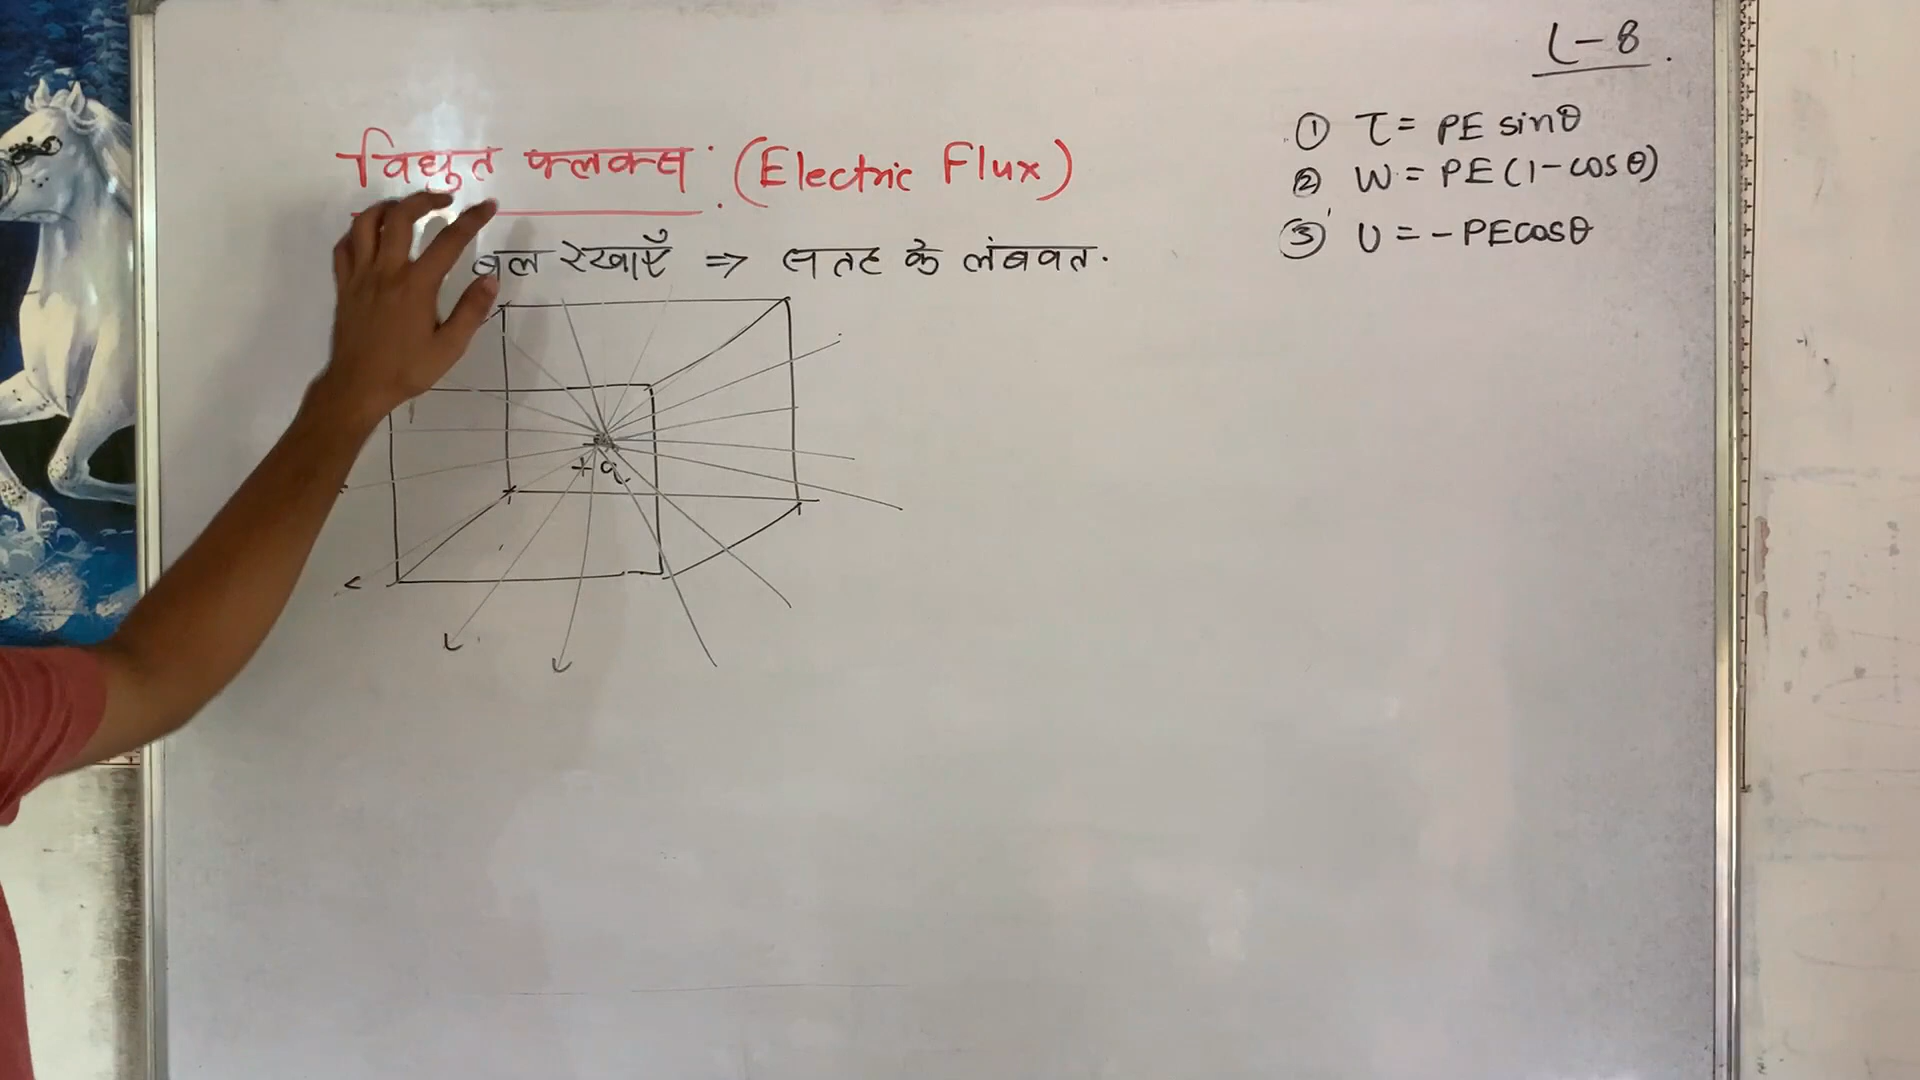 L-8.
विद्युत फ्लक्स : (Electric Flux)
बल रेखाएँ ⇒ सतह के लंबवत.
+q
① τ = PE sinθ
② W = PE(1-cosθ)
③ U = -PEcosθ